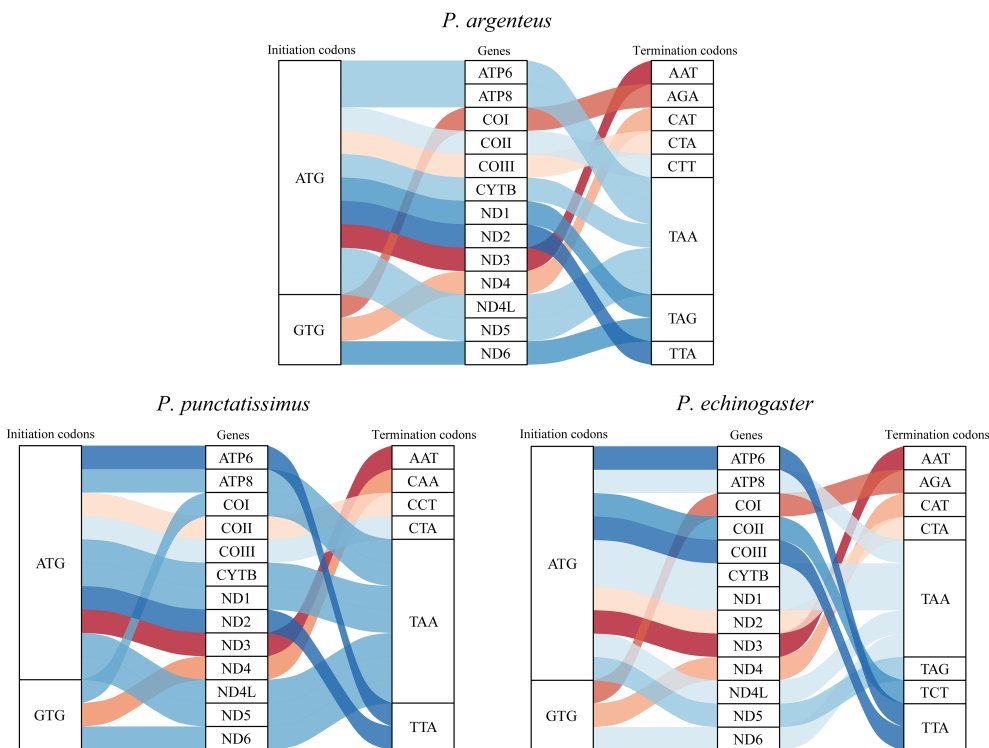 P. argenteus
Initiation codons Genes Termination codons
ATG
GTG
ATP6
ATP8
COI
COII
COIII
CYTB
ND1
ND2
ND3
ND4
ND4L
ND5
ND6
AAT
AGA
CAT
CTA
CTT
TAA
TAG
TTA
P. punctatissimus
Initiation codons Genes Termination codons
ATG
GTG
ATP6
ATP8
COI
COII
COIII
CYTB
ND1
ND2
ND3
ND4
ND4L
ND5
ND6
AAT
CAA
CCT
CTA
TAA
TTA
P. echinogaster
Initiation codons Genes Termination codons
ATG
GTG
ATP6
ATP8
COI
COII
COIII
CYTB
ND1
ND2
ND3
ND4
ND4L
ND5
ND6
AAT
AGA
CAT
CTA
TAA
TAG
TCT
TTA